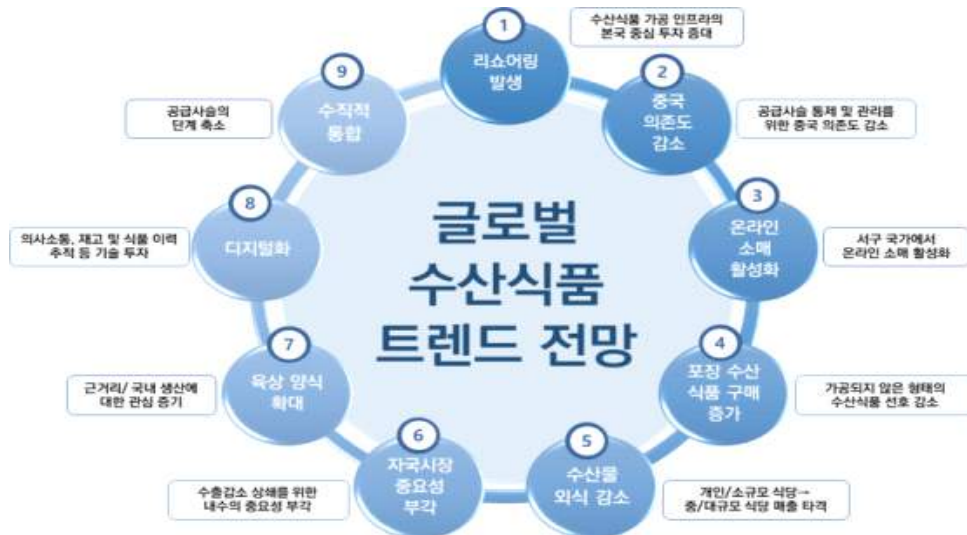 글로벌
수산식품
트렌드 전망
1
리쇼어링
발생
수산식품 가공 인프라의
본국 중심 투자 증대
2
중국
의존도
감소
공급사슬 통제 및 관리를
위한 중국 의존도 감소
3
온라인
소매
활성화
서구 국가에서
온라인 소매 활성화
4
포장 수산
식품 구매
증가
가공되지 않은 형태의
수산식품 선호 감소
5
수산물
외식 감소
개인/소규모 식당→
중/대규모 식당 매출 타격
6
자국시장
중요성
부각
수출감소 상쇄를 위한
내수의 중요성 부각
7
육상 양식
확대
근거리/ 국내 생산에
대한 관심 증가
8
디지털화
의사소통, 재고 및 식품 이력
추적 등 기술 투자
9
수직적
통합
공급사슬의
단계 축소